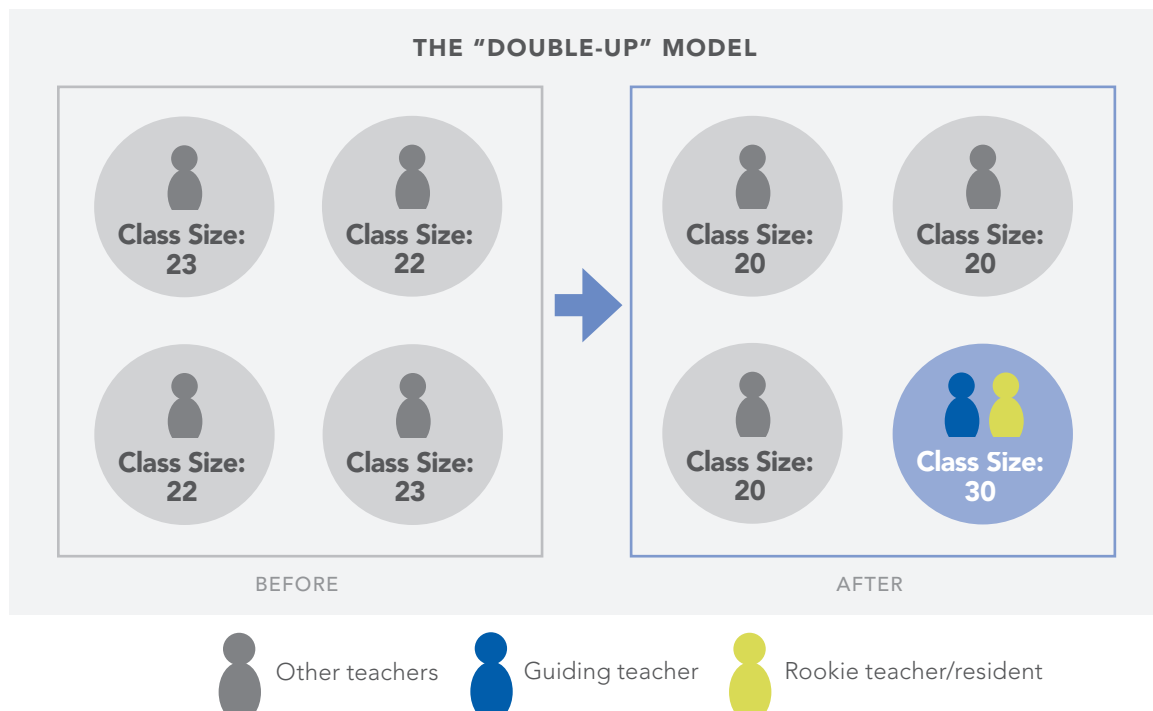 THE “DOUBLE-UP” MODEL
Class Size:
23
Class Size:
22
Class Size:
22
Class Size:
23
BEFORE
Class Size:
20
Class Size:
20
Class Size:
20
Class Size:
30
AFTER
Other teachers
Guiding teacher
Rookie teacher/resident